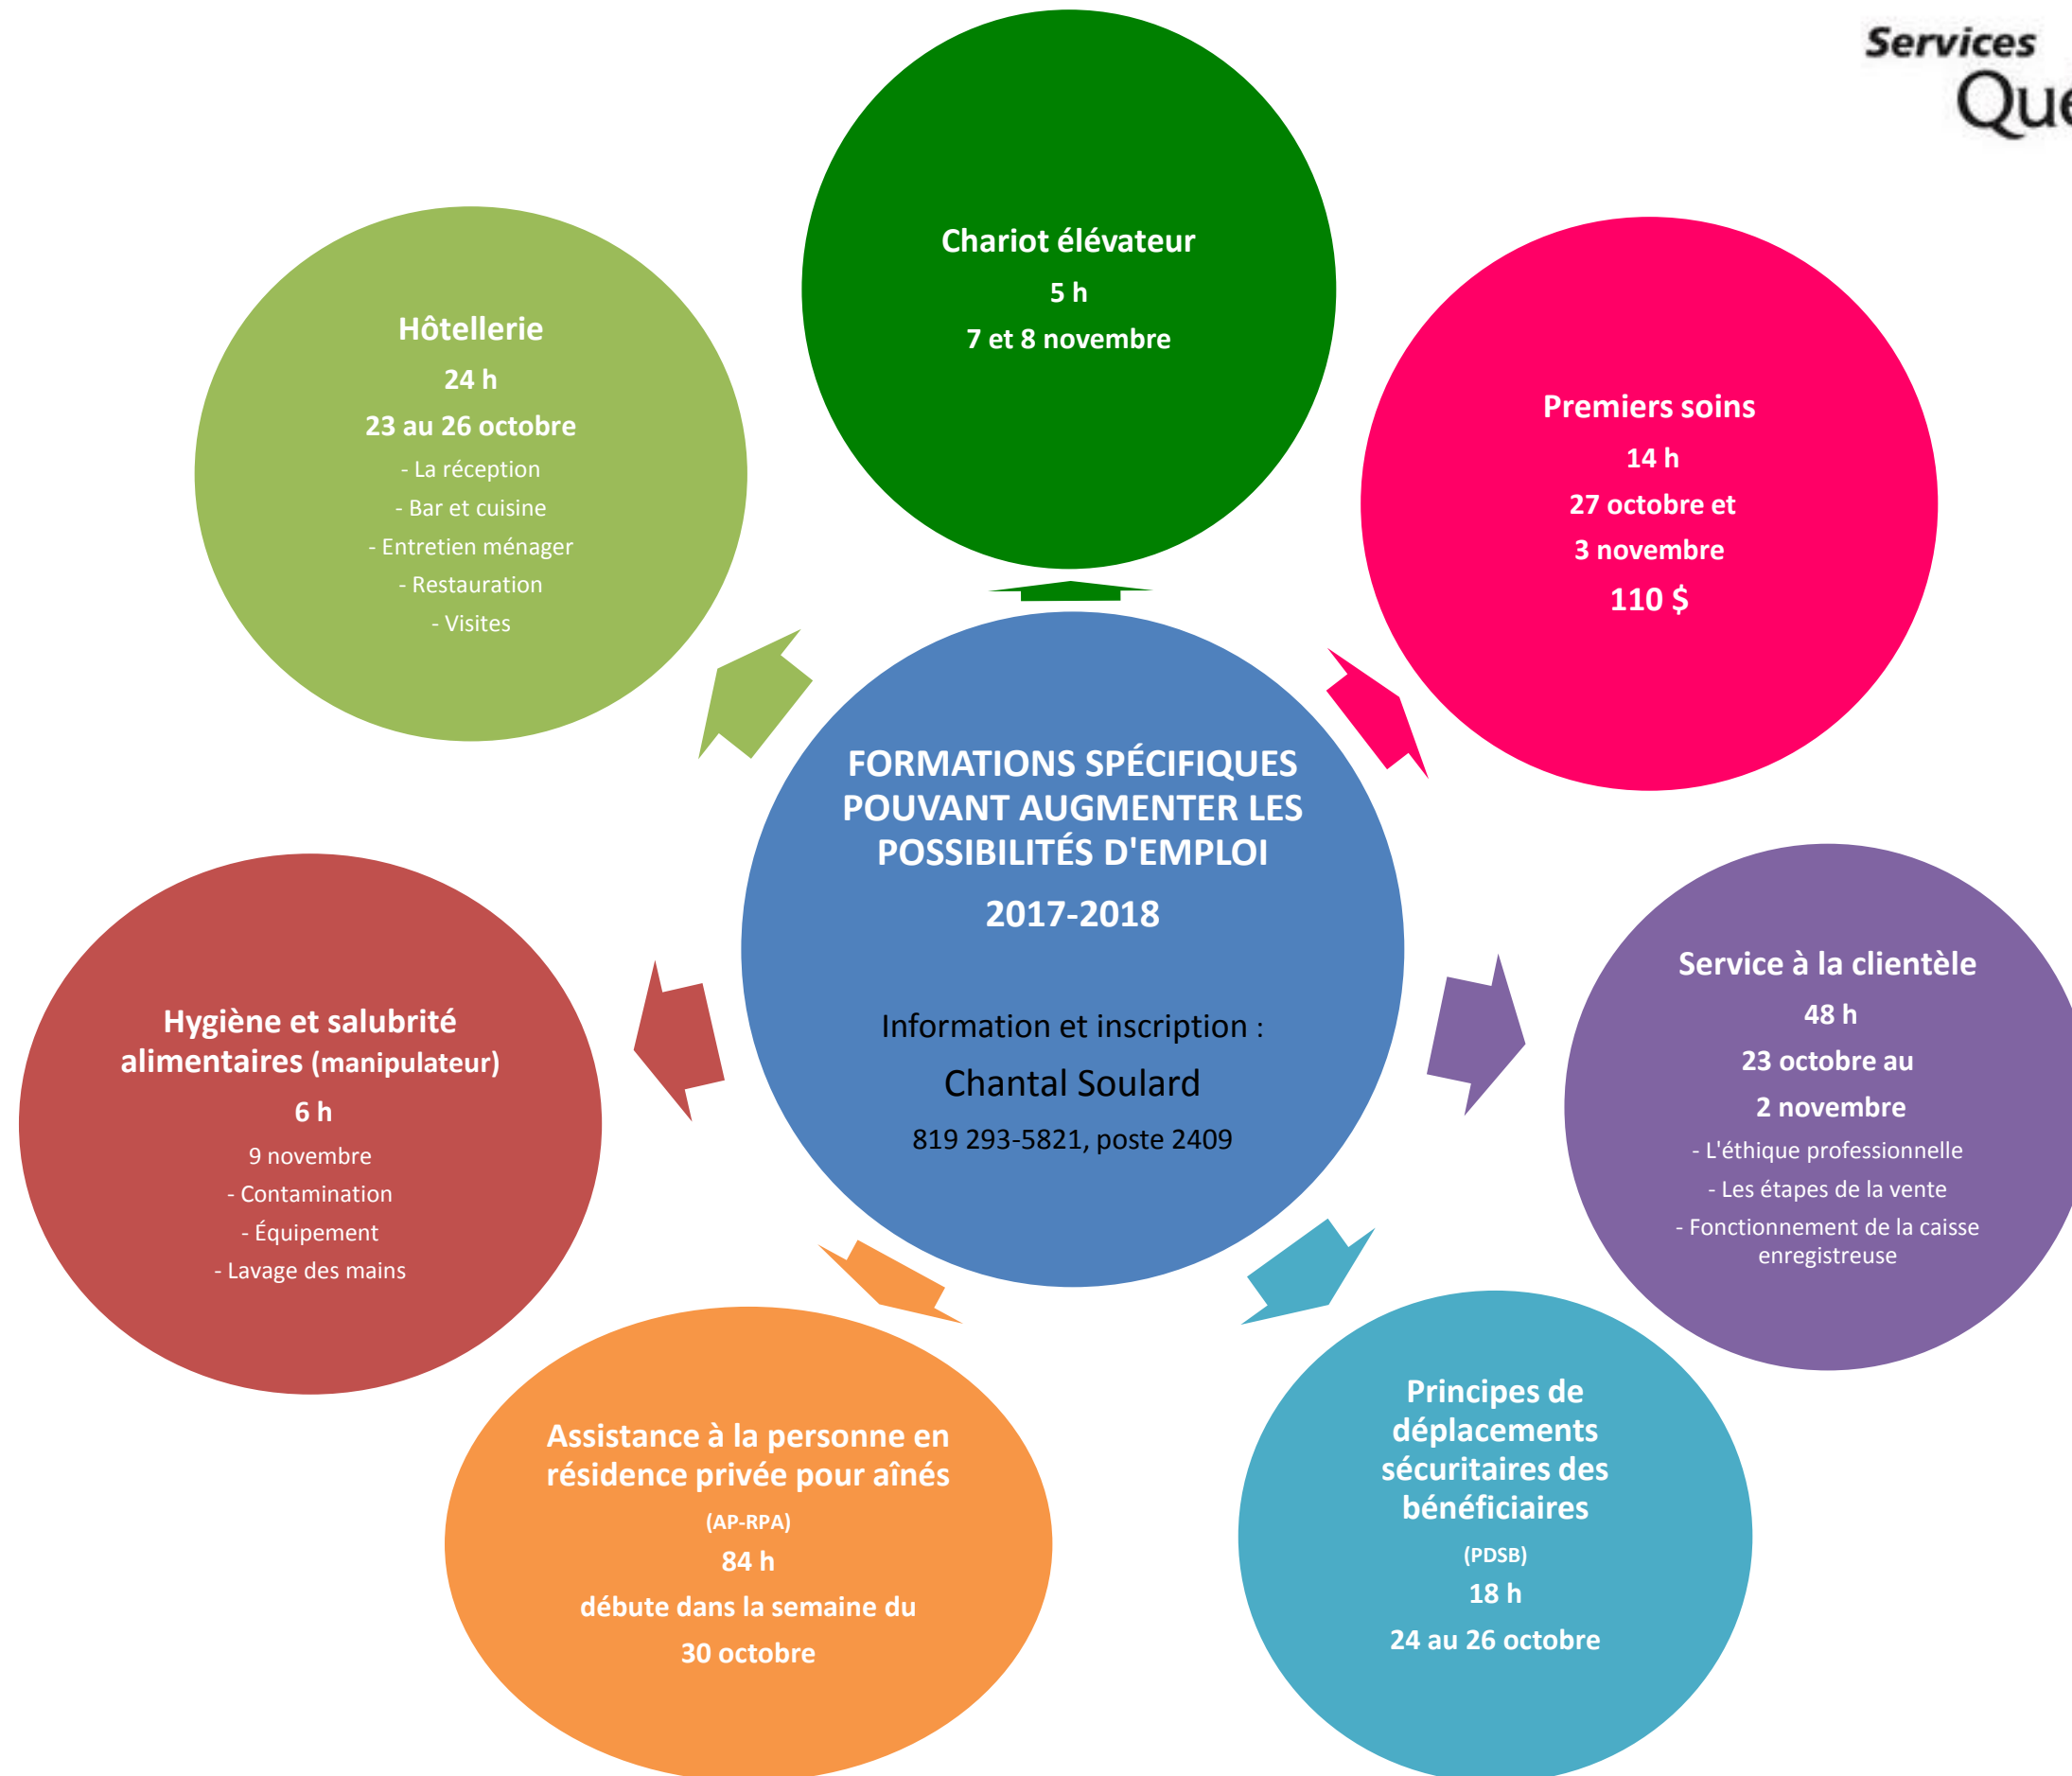 Services
Chariot élévateur
5 h
7 et 8 novembre
Hôtellerie
24 h
23 au 26 octobre
- La réception
- Bar et cuisine
- Entretien ménager
- Restauration
- Visites
Premiers soins
14 h
27 octobre et
3 novembre
110 $
FORMATIONS SPÉCIFIQUES
POUVANT AUGMENTER LES
POSSIBILITÉS D'EMPLOI
2017-2018
Information et inscription :
Chantal Soulard
819 293-5821, poste 2409
Service à la clientèle
48 h
23 octobre au
2 novembre
- L'éthique professionnelle
- Les étapes de la vente
- Fonctionnement de la caisse
enregistreuse
Hygiène et salubrité
alimentaires (manipulateur)
6 h
9 novembre
- Contamination
- Équipement
- Lavage des mains
Assistance à la personne en
résidence privée pour aînés
(AP-RPA)
84 h
débute dans la semaine du
30 octobre
Principes de
déplacements
sécuritaires des
bénéficiaires
(PDSB)
18 h
24 au 26 octobre